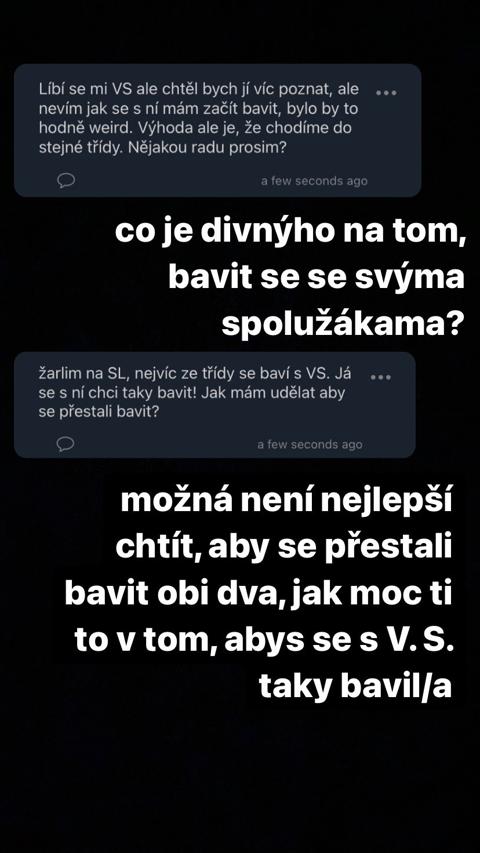 Líbí se mi VS ale chtěl bych jí víc poznat, ale
nevím jak se s ní mám začít bavit, bylo by to
hodně weird. Výhoda ale je, že chodíme do
stejné třídy. Nějakou radu prosim?
a few seconds ago
co je divnýho na tom,
bavit se se svýma
spolužákama?
žarlim na SL, nejvíc ze třídy se baví s VS. Já
se s ní chci taky bavit! Jak mám udělat aby
se přestali bavit?
a few seconds ago
možná není nejlepší
chtít, aby se přestali
bavit obi dva, jak moc ti
to v tom, abys se s V. S.
taky bavil/a